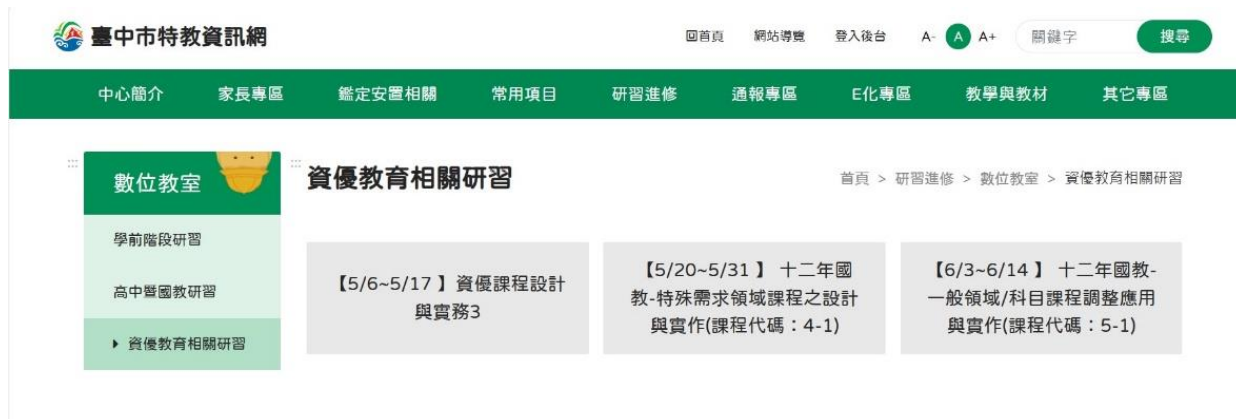 臺中市特教資訊網
回首頁 網站導覽 登入後台 A- A A+ 關鍵字 搜尋
中心簡介 家長專區 鑑定安置相關 常用項目 研習進修 通報專區 E化專區 教學與教材 其它專區
:::
數位教室
學前階段研習
高中暨國教研習
資優教育相關研習
:::
資優教育相關研習
首頁 > 研習進修 > 數位教室 > 資優教育相關研習
【5/6~5/17 】資優課程設計
與實務3
【5/20~5/31 】 十二年國
教-特殊需求領域課程之設計
與實作(課程代碼：4-1)
【6/3~6/14 】 十二年國教-
一般領域/科目課程調整應用
與實作(課程代碼：5-1)